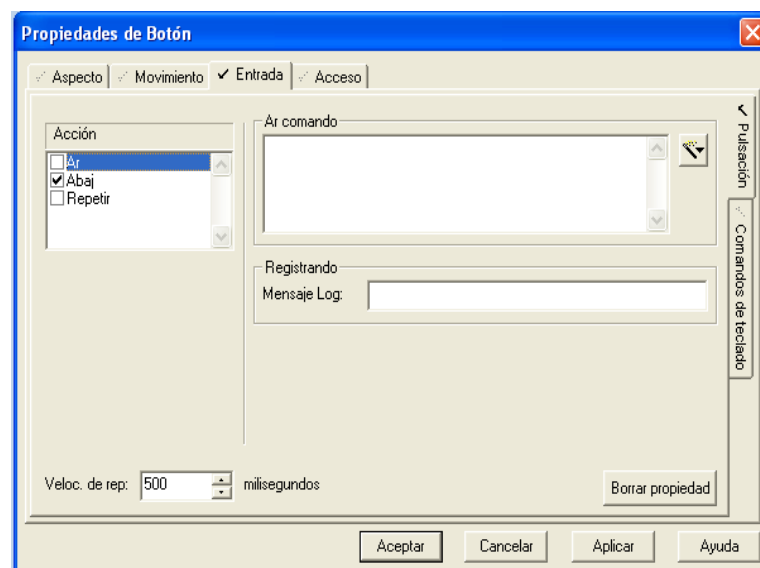 Propiedades de Botón
Aspecto Movimiento Entrada Acceso
Acción
Ar
Abaj
Repetir
Ar comando
Registrando
Mensaje Log:
Pulsación
Comandos de teclado
Veloc. de rep: 500 milisegundos
Borrar propiedad
Aceptar Cancelar Aplicar Ayuda